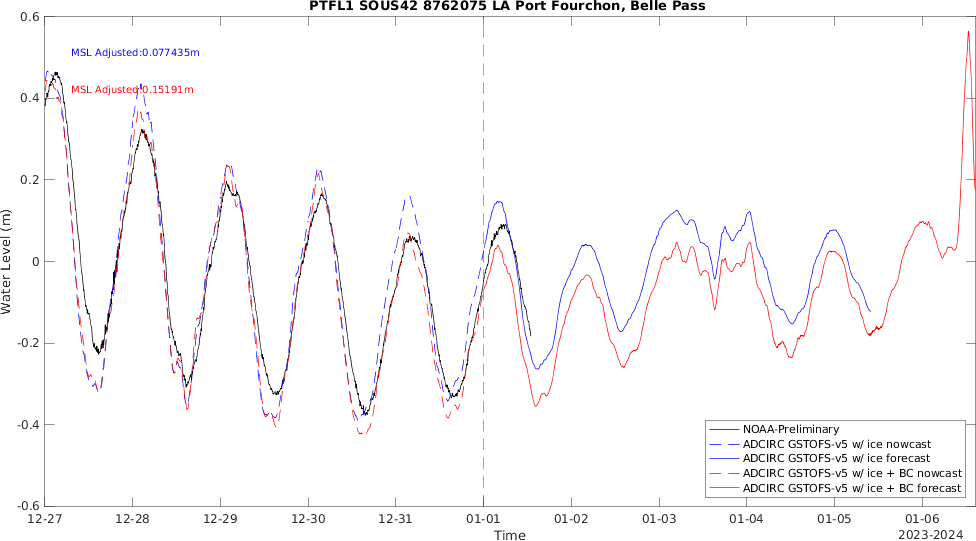 PTFL1 SOUS42 8762075 LA Port Fourchon, Belle Pass
MSL Adjusted:0.077435m
MSL Adjusted:0.15191m
Water Level (m)
0.6
0.4
0.2
0
-0.2
-0.4
-0.6
NOAA-Preliminary
ADCIRC GSTOFS-v5 w/ ice nowcast
ADCIRC GSTOFS-v5 w/ ice forecast
ADCIRC GSTOFS-v5 w/ ice + BC nowcast
ADCIRC GSTOFS-v5 w/ ice + BC forecast
12-27 12-28 12-29 12-30 12-31 01-01 01-02 01-03 01-04 01-05 01-06
Time
2023-2024